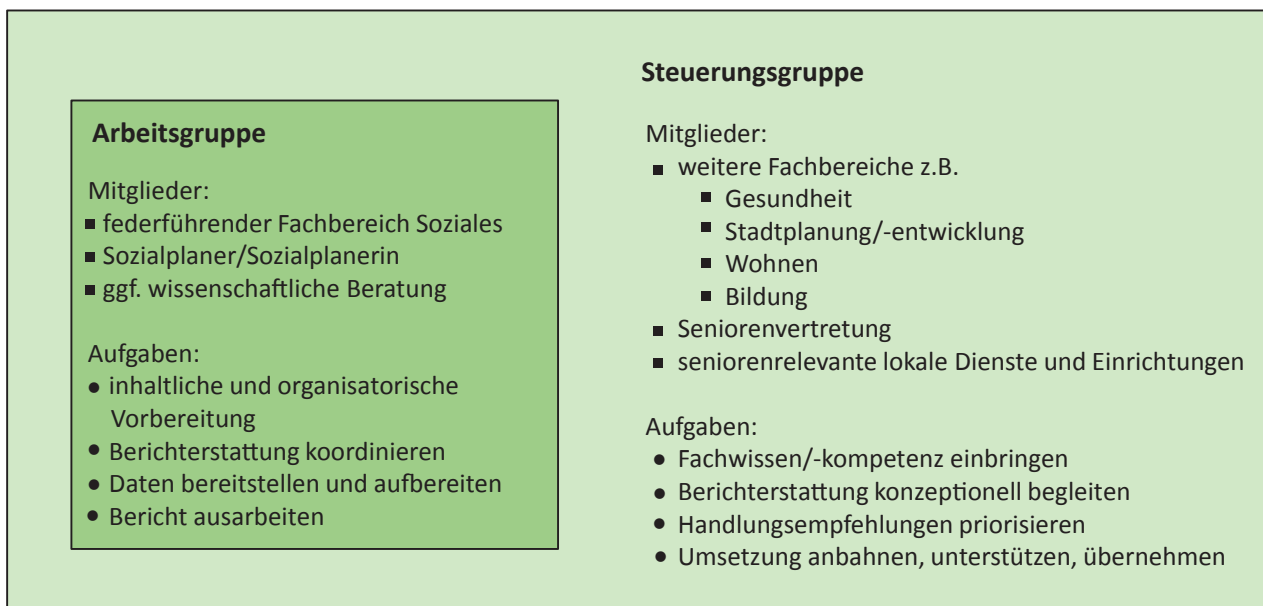 Arbeitsgruppe
Mitglieder:
▪ federführender Fachbereich Soziales
▪ Sozialplaner/Sozialplanerin
▪ ggf. wissenschaftliche Beratung
Aufgaben:
• inhaltliche und organisatorische
Vorbereitung
• Berichterstattung koordinieren
• Daten bereitstellen und aufbereiten
• Bericht ausarbeiten
Steuerungsgruppe
Mitglieder:
▪ weitere Fachbereiche z.B.
▪ Gesundheit
▪ Stadtplanung/-entwicklung
▪ Wohnen
▪ Bildung
▪ Seniorenvertretung
▪ seniorenrelevante lokale Dienste und Einrichtungen
Aufgaben:
• Fachwissen/-kompetenz einbringen
• Berichterstattung konzeptionell begleiten
• Handlungsempfehlungen priorisieren
• Umsetzung anbahnen, unterstützen, übernehmen